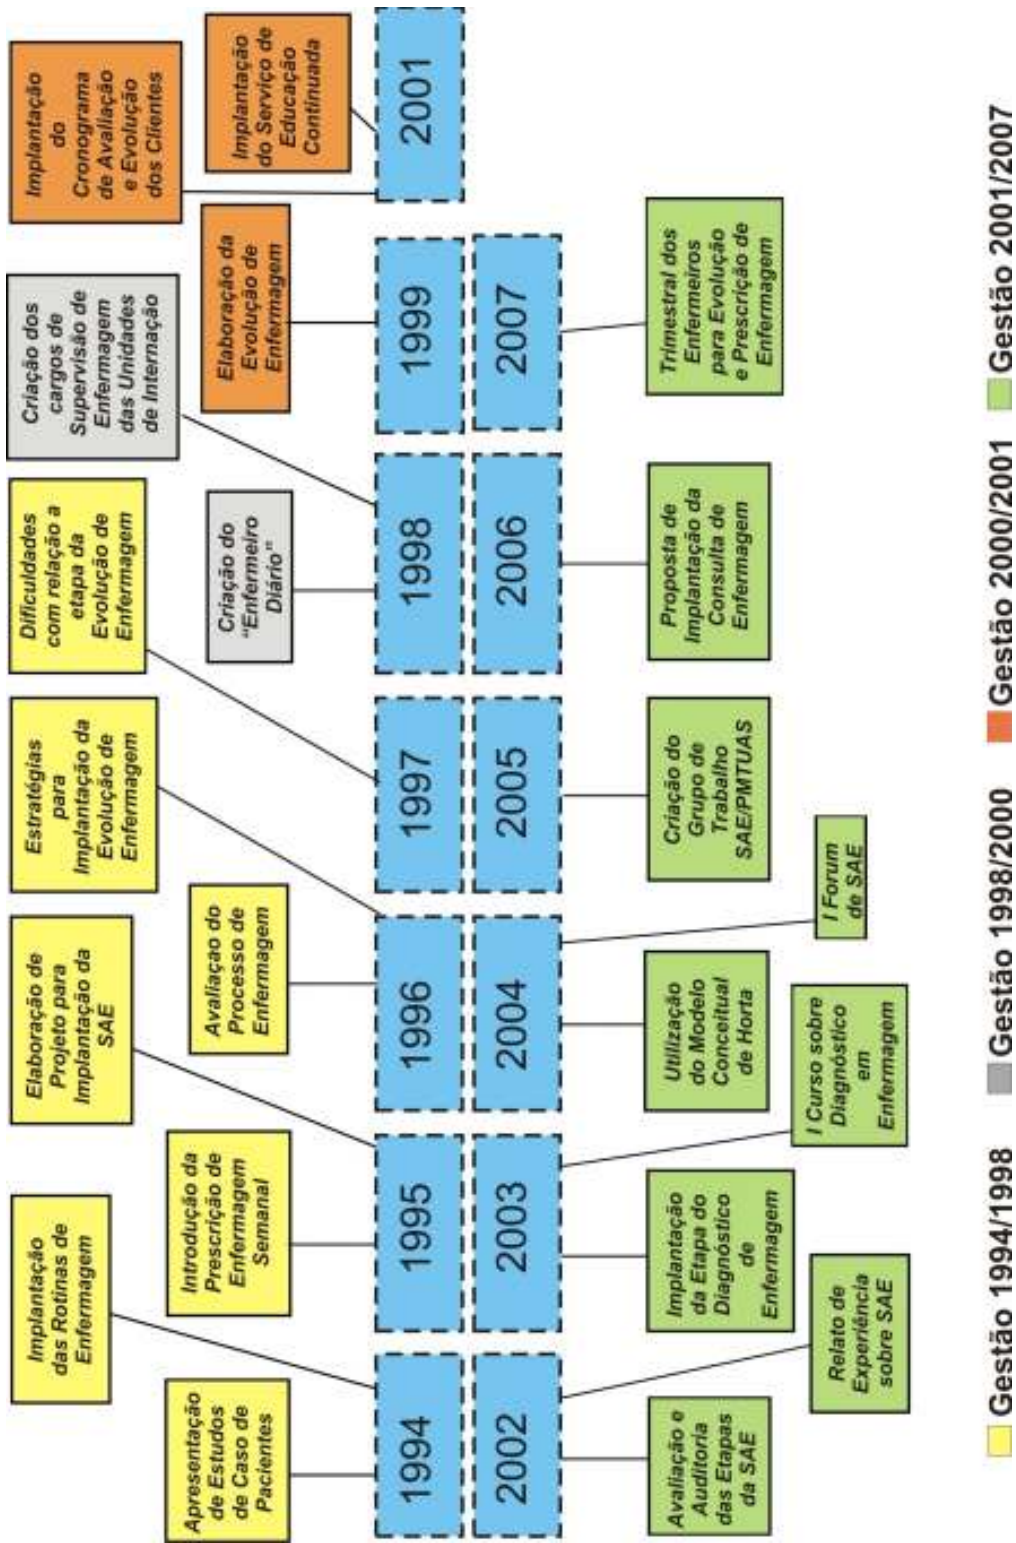 Implantação
das Rotinas de
Enfermagem
Elaboração de
Projeto para
Implantação da
SAE
Estratégias
para
Implantação da
Evolução de
Enfermagem
Dificuldades
com relação a
etapa da
Evolução de
Enfermagem
Criação dos
cargos de
Supervisão de
Enfermagem
das Unidades
de Internação
Implantação
do
Cronograma
de Avaliação
e Evolução
dos Clientes
Apresentação
de Estudos
de Caso de
Pacientes
Introdução da
Prescrição de
Enfermagem
Semanal
Avaliaçao do
Processo de
Enfermagem
Criação do
“Enfermeiro
Diário”
Elaboração da
Evolução de
Enfermagem
Implantação
do Serviço de
Educação
Continuada
1994
1995
1996
1997
1998
1999
2001
2002
2003
2004
2005
2006
2007
Avaliação e
Auditoria
das Etapas
da SAE
Implantação
da Etapa do
Diagnóstico
de
Enfermagem
Utilização
do Modelo
Conceitual
de Horta
Criação do
Grupo de
Trabalho
SAE/PMTUAS
Proposta de
Implantação da
Consulta de
Enfermagem
Trimestral dos
Enfermeiros
para Evolução
e Prescrição de
Enfermagem
Relato de
Experiência
sobre SAE
I Curso sobre
Diagnóstico
em
Enfermagem
I Forum
de SAE
Gestão 1994/1998
Gestão 1998/2000
Gestão 2000/2001
Gestão 2001/2007